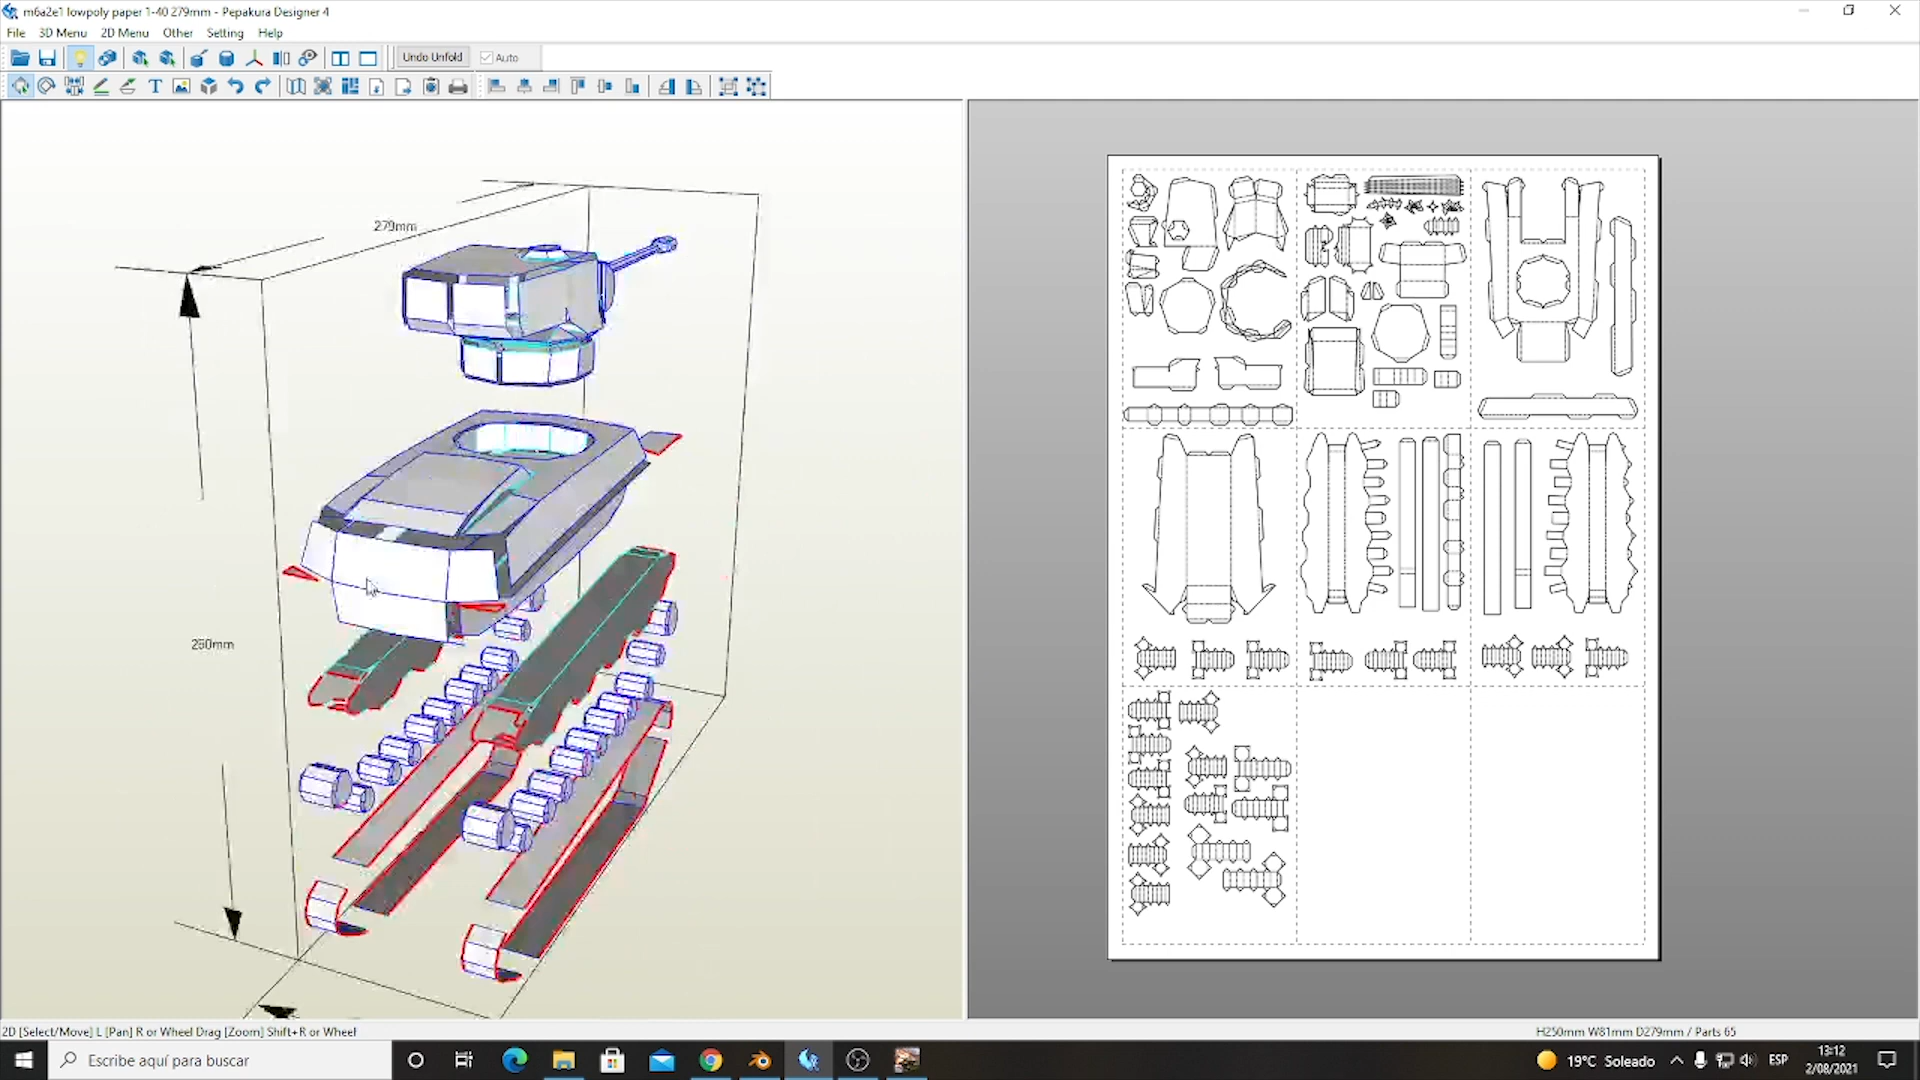 m6a2e1 lowpoly paper 1-40 279mm - Pepakura Designer 4
File 3D Menu 2D Menu Other Setting Help
Undo Unfold Auto
279mm
250mm
2D [Select/Move] L [Pan] R or Wheel Drag [Zoom] Shift+R or Wheel
H250mm W81mm D279mm / Parts 65
Escribe aquí para buscar
19°C Soleado
ESP
13:12
2/08/2021